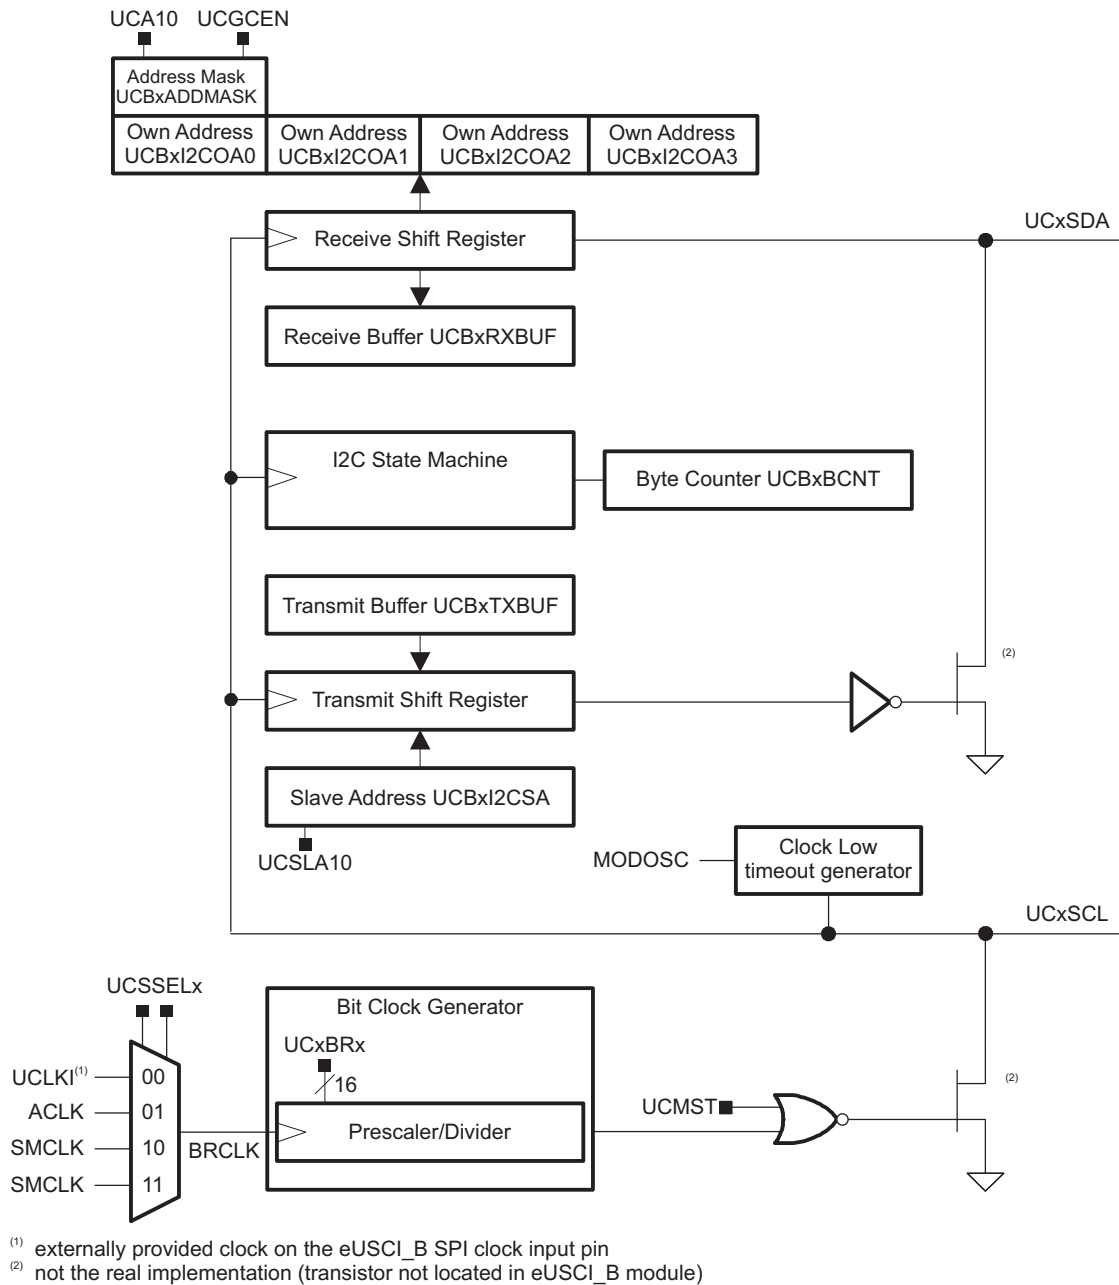 UCA10 UCGCEN
Address Mask
UCBxADDMASK
Own Address
UCBxI2COA0
Own Address
UCBxI2COA1
Own Address
UCBxI2COA2
Own Address
UCBxI2COA3
Receive Shift Register
UCxSDA
Receive Buffer UCBxRXBUF
I2C State Machine
Byte Counter UCBxBCNT
Transmit Buffer UCBxTXBUF
(2)
Transmit Shift Register
Slave Address UCBxI2CSA
UCSLA10
MODOSC
Clock Low
timeout generator
UCxSCL
UCSSELx
Bit Clock Generator
UCxBRx
16
UCLKI(1) 00
ACLK 01
SMCLK 10
SMCLK 11
BRCLK
Prescaler/Divider
UCMST
(2)
(1) externally provided clock on the eUSCI_B SPI clock input pin
(2) not the real implementation (transistor not located in eUSCI_B module)